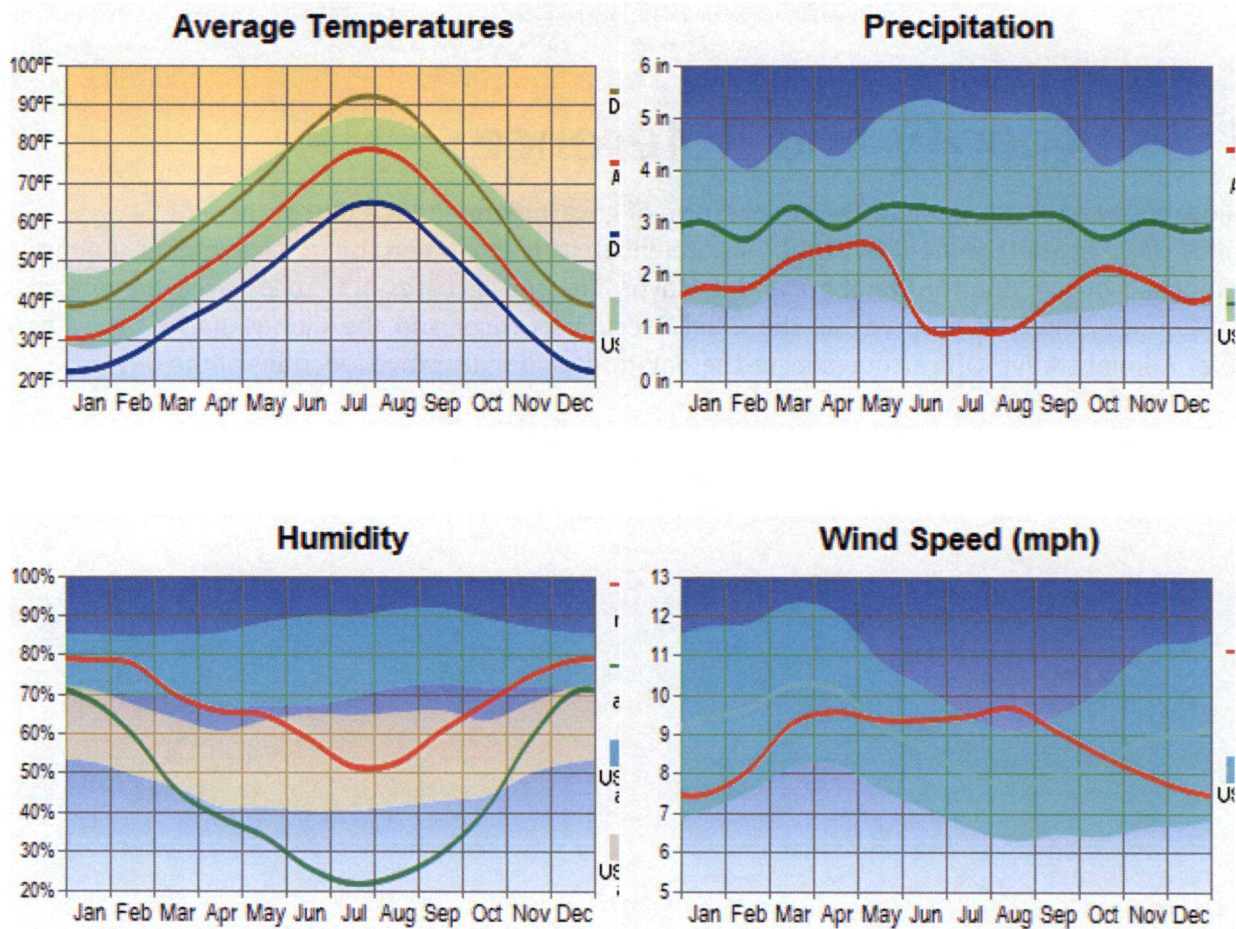 Average Temperatures
100ºF
90ºF
80ºF
70ºF
60ºF
50ºF
40ºF
30ºF
20ºF
Jan Feb Mar Apr May Jun Jul Aug Sep Oct Nov Dec
D
A
D
US
Precipitation
6 in
5 in
4 in
3 in
2 in
1 in
0 in
Jan Feb Mar Apr May Jun Jul Aug Sep Oct Nov Dec
A
US
Humidity
100%
90%
80%
70%
60%
50%
40%
30%
20%
Jan Feb Mar Apr May Jun Jul Aug Sep Oct Nov Dec
r
a
US
a
US
a
Wind Speed (mph)
13
12
11
10
9
8
7
6
5
Jan Feb Mar Apr May Jun Jul Aug Sep Oct Nov Dec
US